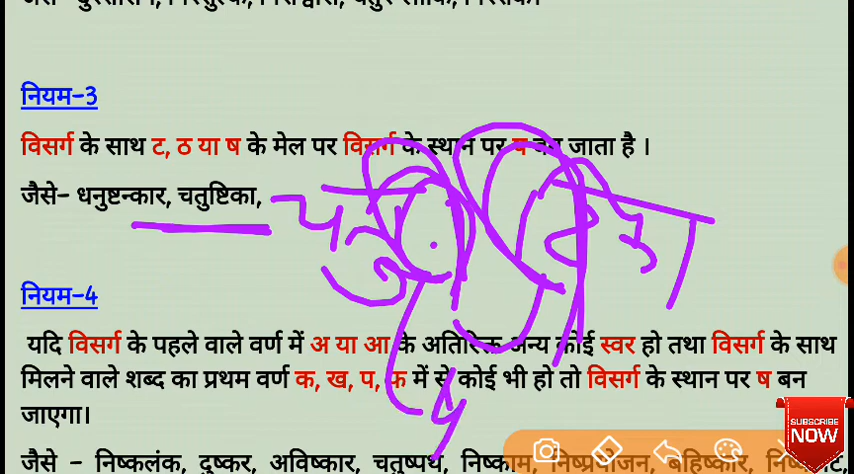 नियम-3
विसर्ग के साथ ट, ठ या ष के मेल पर विसर्ग के स्थान पर ष बन जाता है ।
जैसे- धनुष्टन्कार, चतुष्टिका,
नियम-4
यदि विसर्ग के पहले वाले वर्ण में अ या आ के अतिरिक्त अन्य कोई स्वर हो तथा विसर्ग के साथ
मिलने वाले शब्द का प्रथम वर्ण क, ख, प, फ में से कोई भी हो तो विसर्ग के स्थान पर ष बन
जाएगा।
जैसे - निष्कलंक, दुष्कर, अविष्कार, चतुष्पथ, निष्काम, निष्प्रयोजन, बहिष्कार,
SUBSCRIBE
NOW